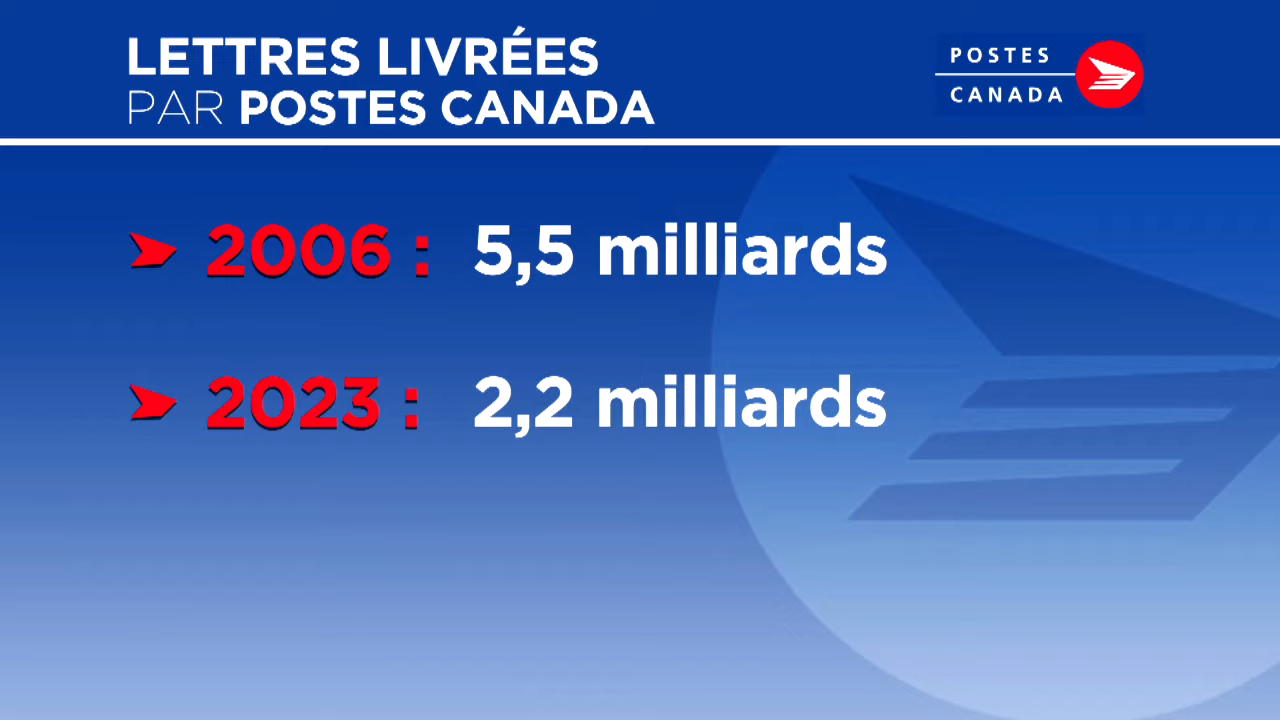 LETTRES LIVRÉES
PAR POSTES CANADA
POSTES
CANADA
2006 : 5,5 milliards
2023 : 2,2 milliards